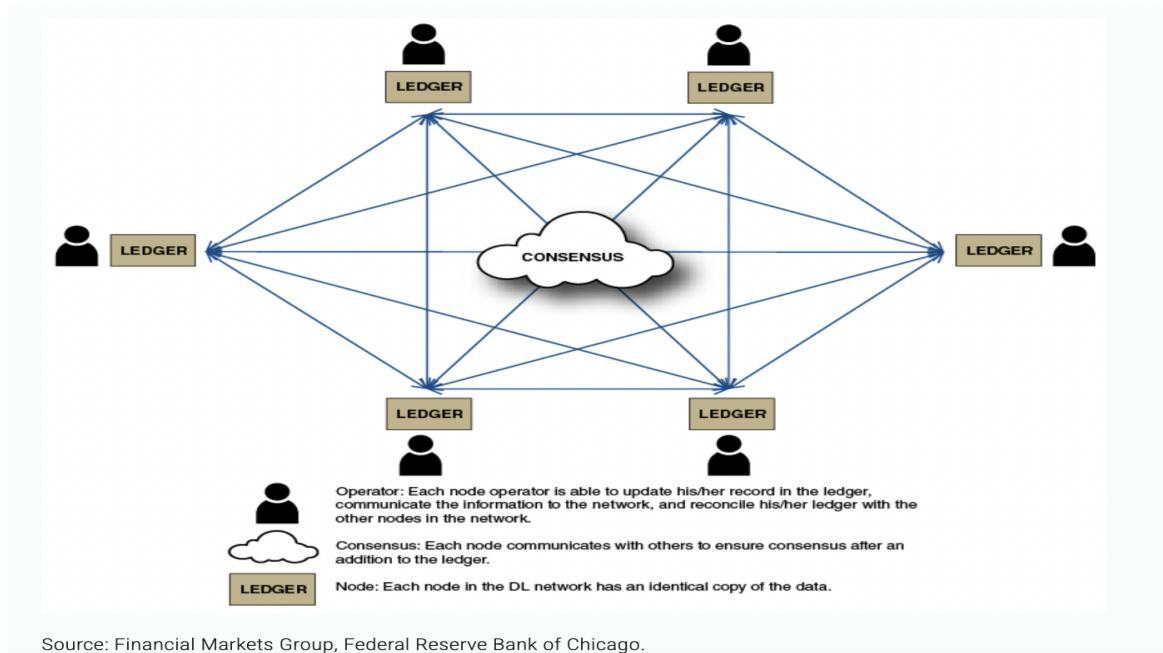 LEDGER
LEDGER
LEDGER
CONSENSUS
LEDGER
LEDGER
LEDGER
Operator: Each node operator is able to update his/her record in the ledger,
communicate the information to the network, and reconcile his/her ledger with the
other nodes in the network.
Consensus: Each node communicates with others to ensure consensus after an
addition to the ledger.
LEDGER
Node: Each node in the DL network has an identical copy of the data.
Source: Financial Markets Group, Federal Reserve Bank of Chicago.